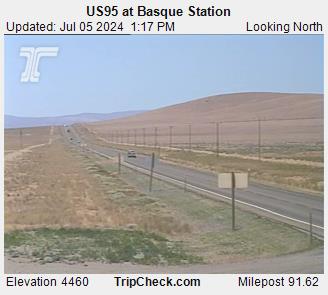 US95 at Basque Station
Updated: Jul 05 2024 1:17 PM Looking North
Elevation 4460 TripCheck.com Milepost 91.62